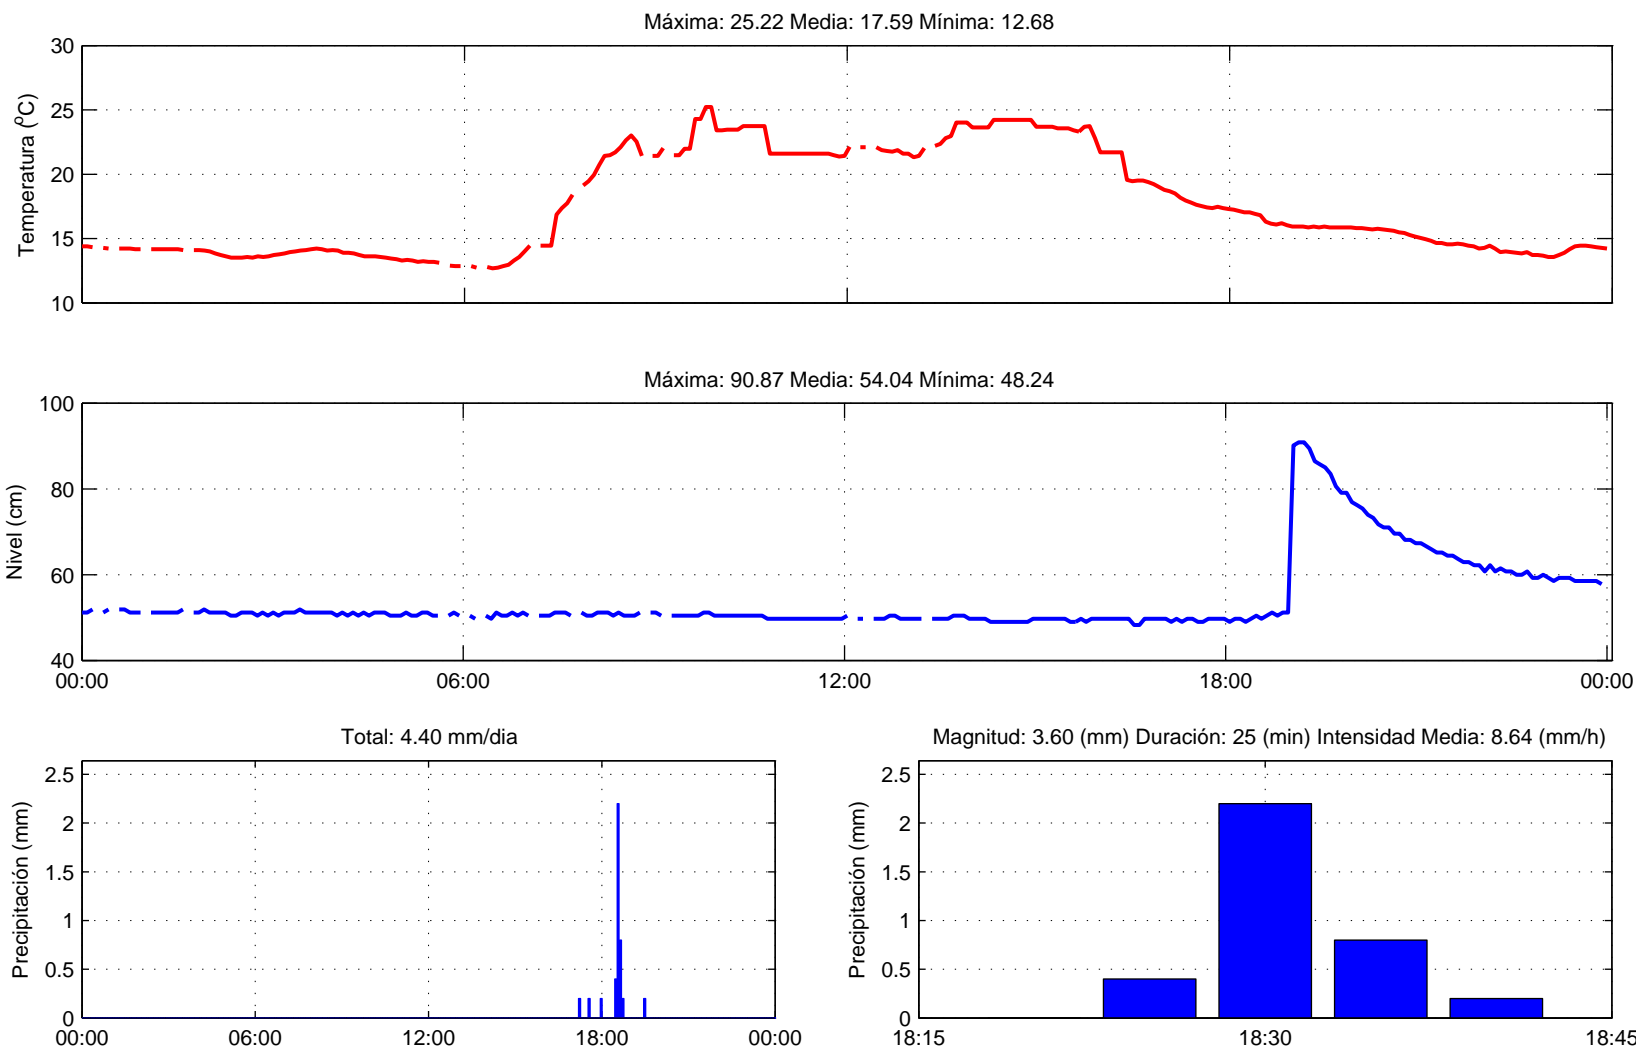 Máxima: 25.22 Media: 17.59 Mínima: 12.68
Temperatura (ºC)
30
25
20
15
10
Máxima: 90.87 Media: 54.04 Mínima: 48.24
Nivel (cm)
100
80
60
40
00:00 06:00 12:00 18:00 00:00
Total: 4.40 mm/dia
Precipitación (mm)
2.5
2
1.5
1
0.5
0
00:00 06:00 12:00 18:00 00:00
Magnitud: 3.60 (mm) Duración: 25 (min) Intensidad Media: 8.64 (mm/h)
Precipitación (mm)
2.5
2
1.5
1
0.5
0
18:15 18:30 18:45